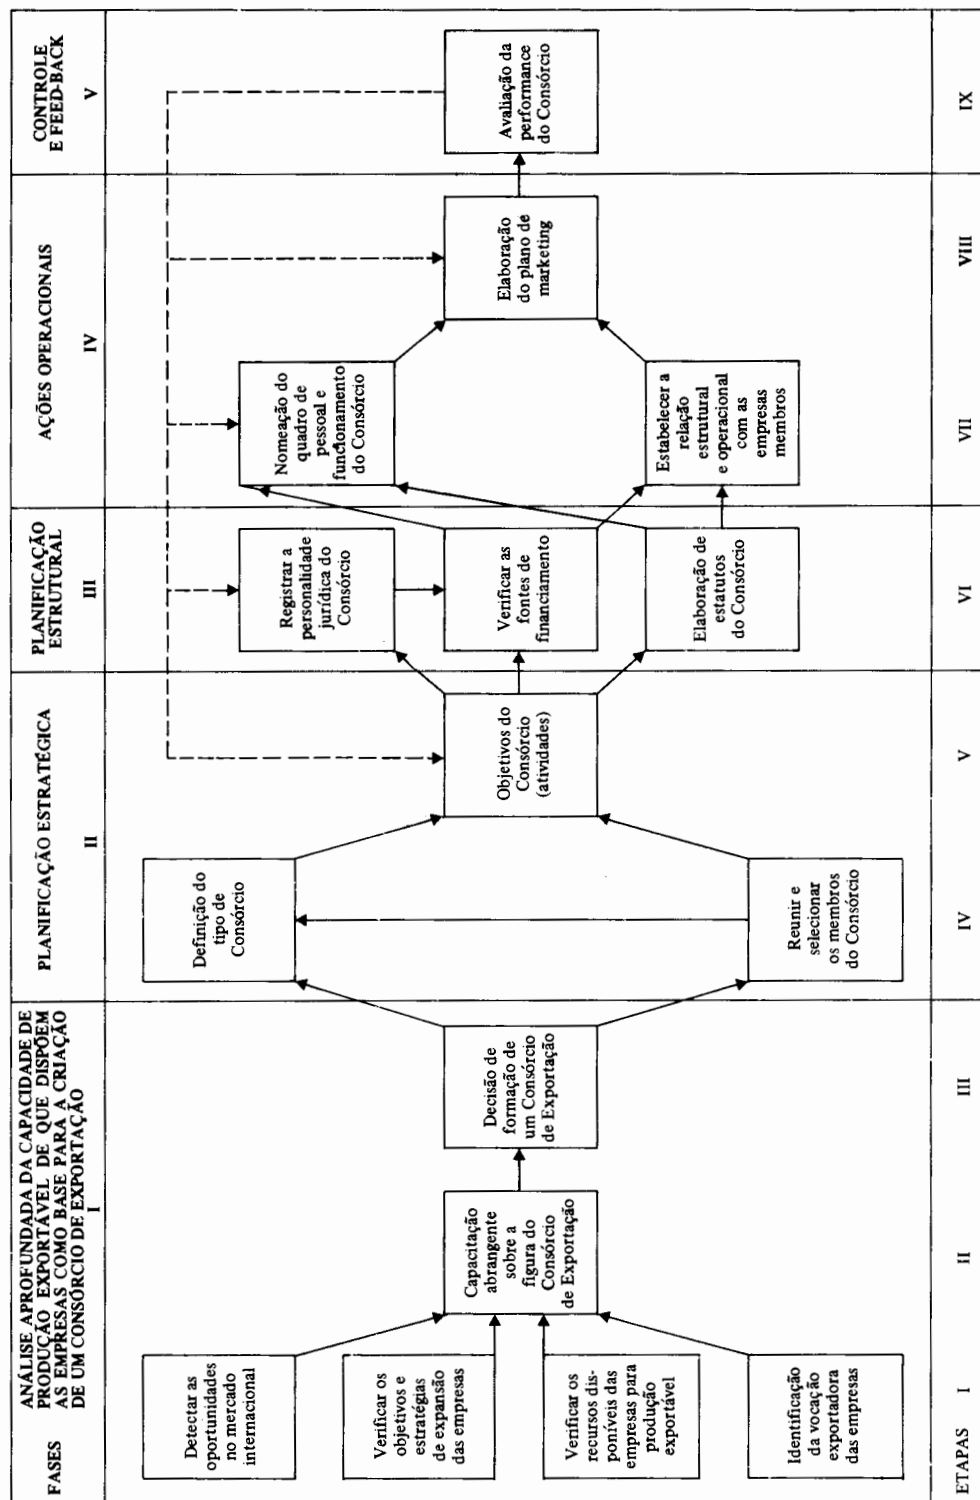 FASES
ANÁLISE APROFUNDADA DA CAPACIDADE DE
PRODUÇÃO EXPORTÁVEL DE QUE DISPÕEM
AS EMPRESAS COMO BASE PARA A CRIAÇÃO
DE UM CONSÓRCIO DE EXPORTAÇÃO
I
PLANIFICAÇÃO ESTRATÉGICA
II
PLANIFICAÇÃO
ESTRUTURAL
III
AÇÕES OPERACIONAIS
IV
CONTROLE
E FEED-BACK
V
Detectar as
oportunidades
no mercado
internacional
Verificar os
objetivos e
estratégias
de expansão
das empresas
Verificar os
recursos dis-
poníveis das
empresas para
produção
exportável
Identificação
da vocação
exportadora
das empresas
Capacitação
abrangente
sobre a
figura do
Consórcio
de Exportação
Decisão de
formação de
um Consórcio
de Exportação
Definição do
tipo de
Consórcio
Reunir e
selecionar
os membros
do Consórcio
Objetivos do
Consórcio
(atividades)
Registrar a
personalidade
jurídica do
Consórcio
Verificar as
fontes de
financiamento
Elaboração de
estatutos
do Consórcio
Nomeação do
quadro de
pessoal e
funcionamento
do Consórcio
Estabelecer a
relação
estrutural
e operacional
com as
empresas
membros
Elaboração
do plano de
marketing
Avaliação da
performance
do Consórcio
ETAPAS
I
II
III
IV
V
VI
VII
VIII
IX